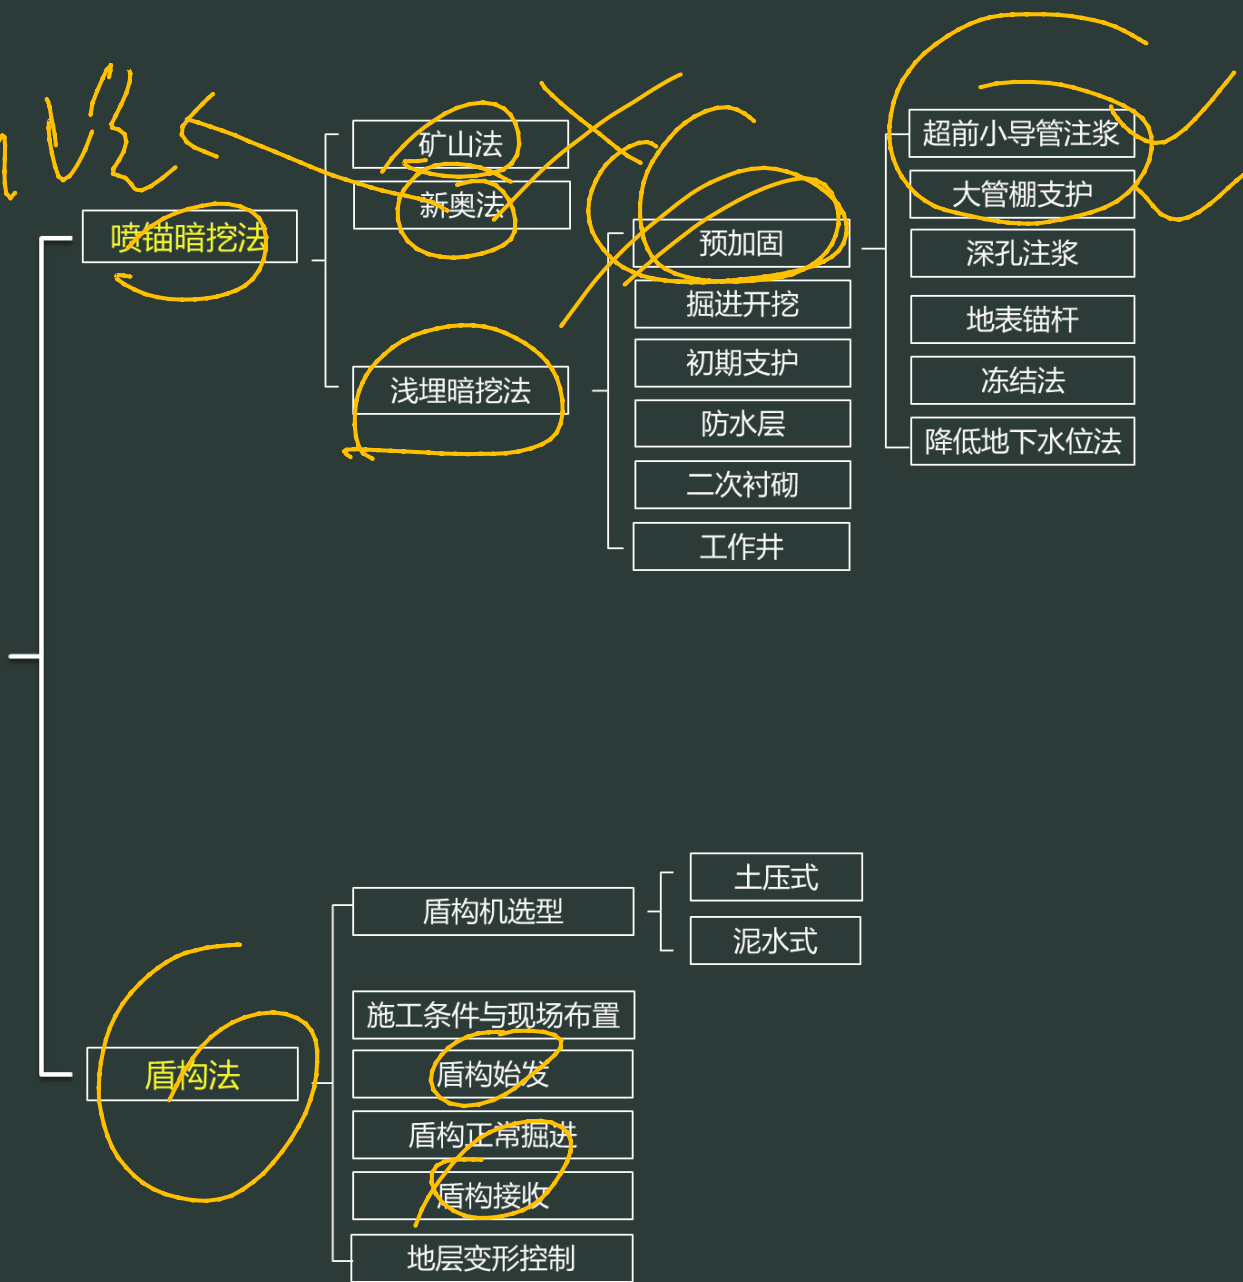 喷锚暗挖法
矿山法
新奥法
浅埋暗挖法
预加固
掘进开挖
初期支护
防水层
二次衬砌
工作井
超前小导管注浆
大管棚支护
深孔注浆
地表锚杆
冻结法
降低地下水位法
盾构法
盾构机选型
土压式
泥水式
施工条件与现场布置
盾构始发
盾构正常掘进
盾构接收
地层变形控制